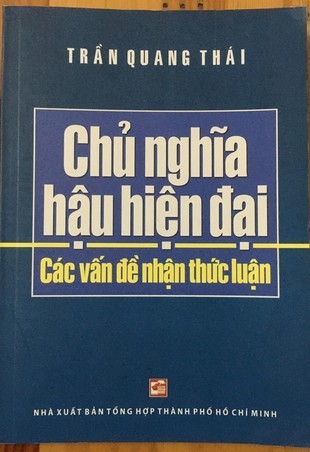 TRẦN QUANG THÁI
Chủ nghĩa
hậu hiện đại
Các vấn đề nhận thức luận
NHÀ XUẤT BẢN TỔNG HỢP THÀNH PHỐ HỒ CHÍ MINH